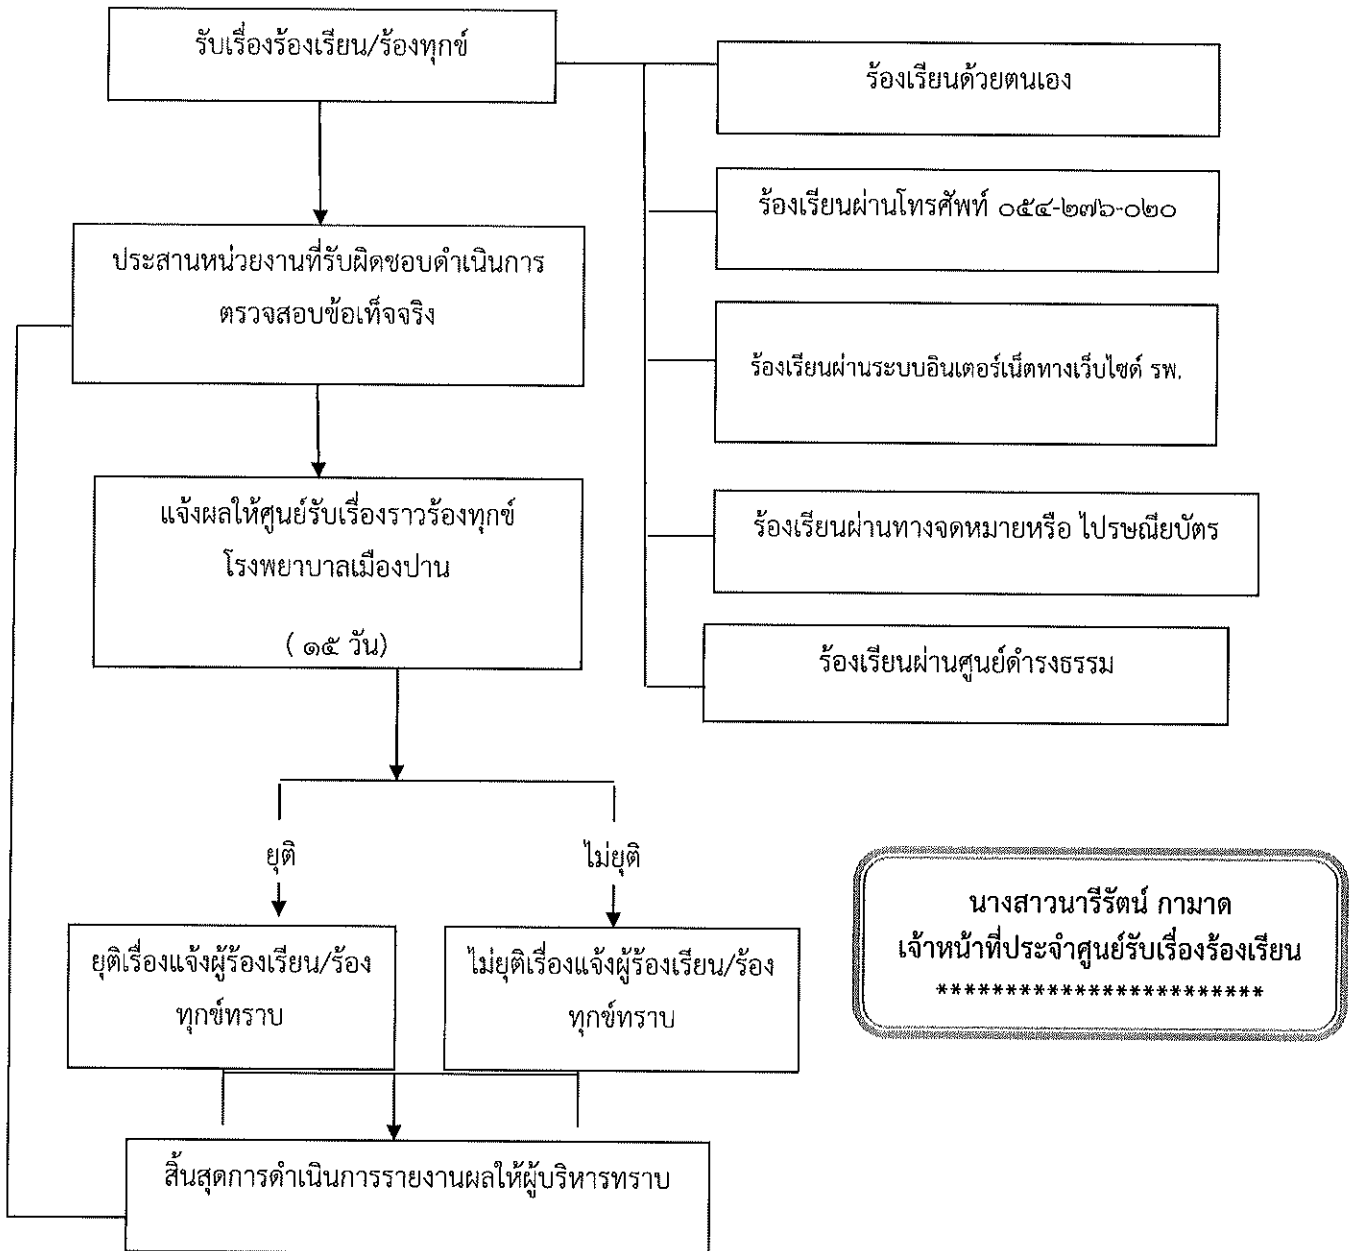 รับเรื่องร้องเรียน/ร้องทุกข์
ร้องเรียนด้วยตนเอง
ร้องเรียนผ่านโทรศัพท์ ๐๕๔-๒๗๖-๐๒๐
ประสานหน่วยงานที่รับผิดชอบดำเนินการ
ตรวจสอบข้อเท็จจริง
ร้องเรียนผ่านระบบอินเตอร์เน็ตทางเว็บไซด์ รพ.
แจ้งผลให้ศูนย์รับเรื่องราวร้องทุกข์
โรงพยาบาลเมืองปาน
( ๑๕ วัน)
ร้องเรียนผ่านทางจดหมายหรือ ไปรษณียบัตร
ร้องเรียนผ่านศูนย์ดำรงธรรม
ยุติ
ไม่ยุติ
ยุติเรื่องแจ้งผู้ร้องเรียน/ร้อง
ทุกข์ทราบ
ไม่ยุติเรื่องแจ้งผู้ร้องเรียน/ร้อง
ทุกข์ทราบ
นางสาวนารีรัตน์ กามาด
เจ้าหน้าที่ประจำศูนย์รับเรื่องร้องเรียน
************************
สิ้นสุดการดำเนินการรายงานผลให้ผู้บริหารทราบ